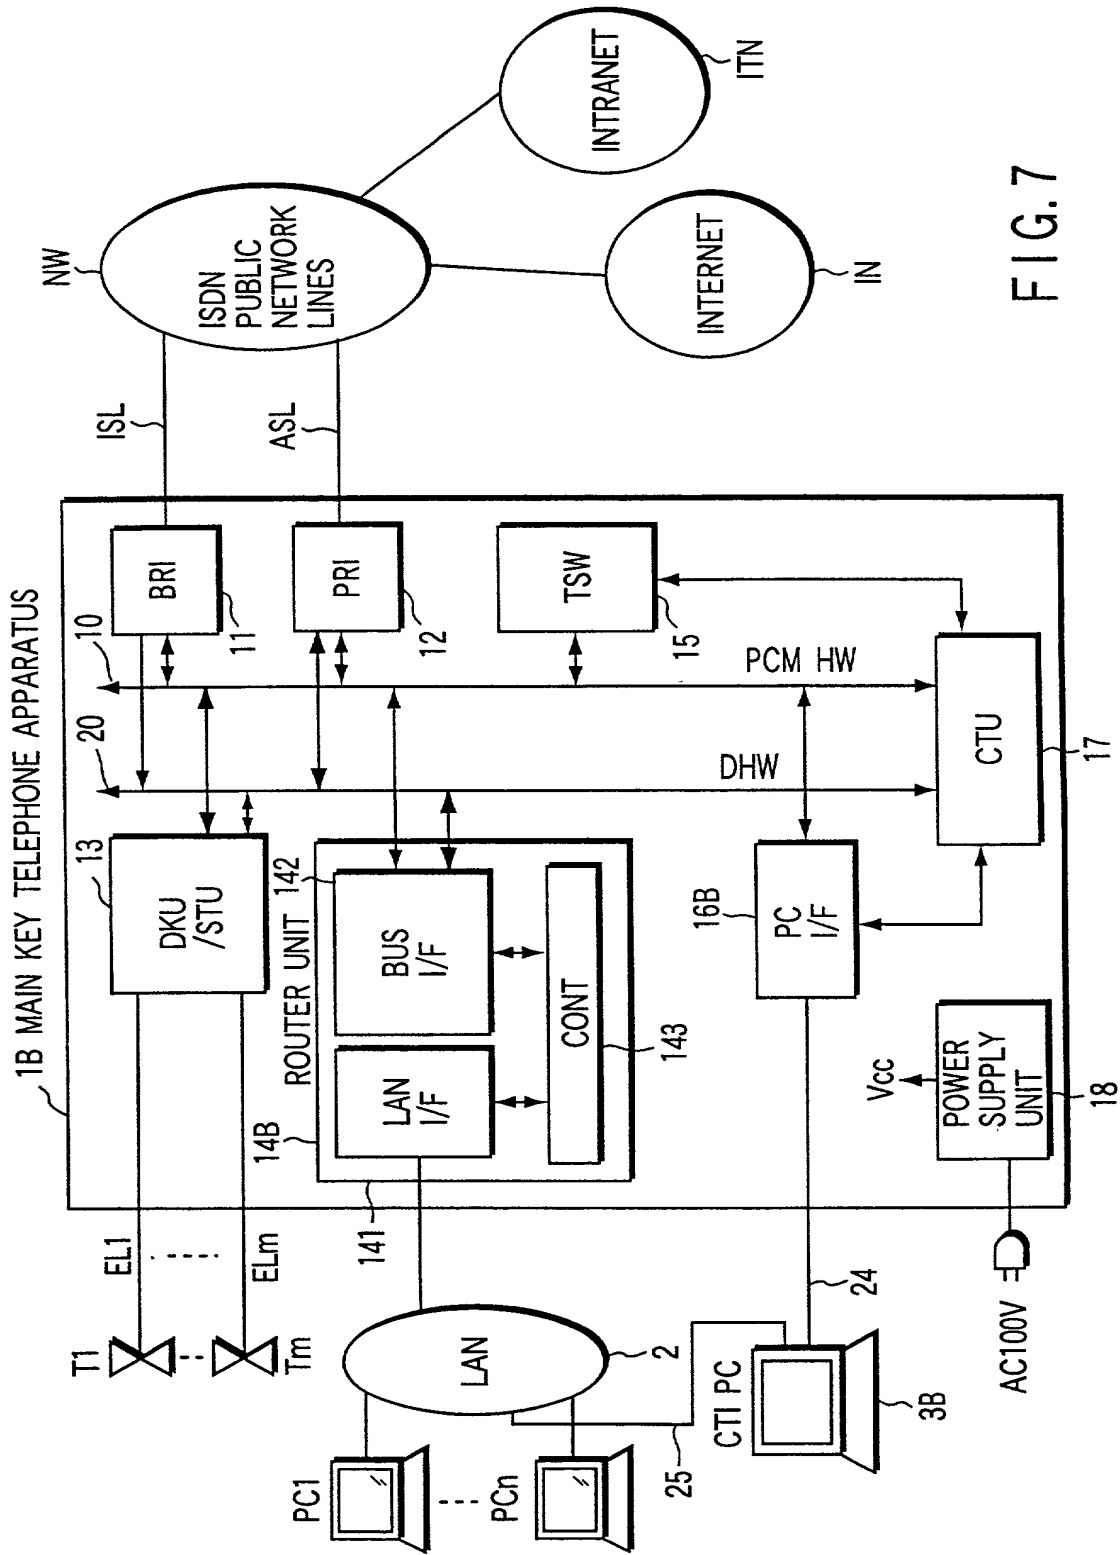 1B MAIN KEY TELEPHONE APPARATUS
T1
EL1
Tm
ELm
13
DKU
/STU
20
10
BRI
11
ISL
NW
ISDN
PUBLIC
NETWORK
LINES
ASL
PRI
12
14B
ROUTER UNIT
142
141
LAN
I/F
BUS
I/F
CONT
143
PC1
PCn
LAN
2
25
TSW
15
INTRANET
ITN
INTERNET
IN
PCM HW
DHW
16B
PC
I/F
CTI PC
3B
24
CTU
17
Vcc
POWER
SUPPLY
UNIT
18
AC100V
FIG. 7